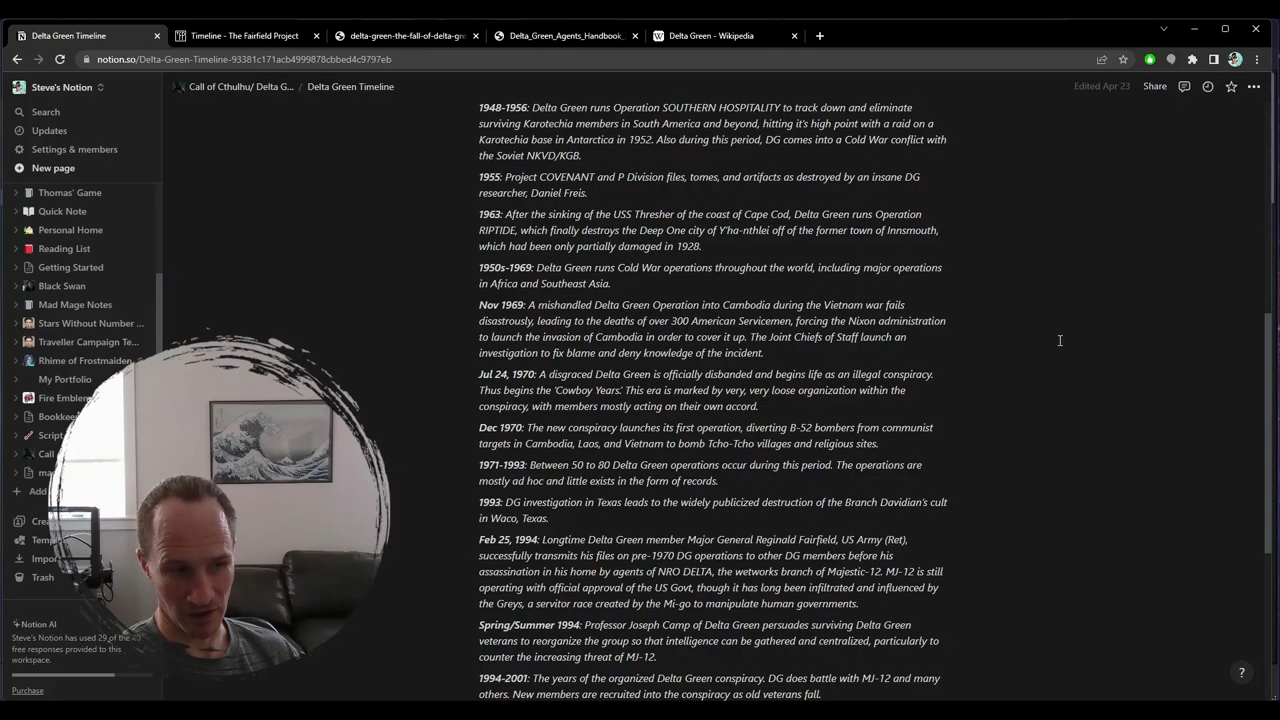 Delta Green Timeline
Timeline - The Fairfield Project
delta-green-the-fall-of-delta-gre
Delta_Green_Agents_Handbook_
Delta Green - Wikipedia
notion.so/Delta-Green-Timeline-93381c171acb4999878cbbed4c9797eb
Steve's Notion
Call of Cthulhu/ Delta G... / Delta Green Timeline
Edited Apr 23
Share
Search
Updates
Settings & members
New page
Thomas' Game
Quick Note
Personal Home
Reading List
Getting Started
Black Swan
Mad Mage Notes
Stars Without Number ...
Traveller Campaign Te...
Rhime of Frostmaiden
My Portfolio
Fire Emblem
Bookkee
Script
Call
ma
Add
Crea
Temp
Impo
Trash
Notion AI
Steve's Notion has used 29 of the 40
free responses provided to this
workspace.
Purchase
1948-1956: Delta Green runs Operation SOUTHERN HOSPITALITY to track down and eliminate
surviving Karotechia members in South America and beyond, hitting it's high point with a raid on a
Karotechia base in Antarctica in 1952. Also during this period, DG comes into a Cold War conflict with
the Soviet NKVD/KGB.
1955: Project COVENANT and P Division files, tomes, and artifacts as destroyed by an insane DG
researcher, Daniel Freis.
1963: After the sinking of the USS Thresher of the coast of Cape Cod, Delta Green runs Operation
RIPTIDE, which finally destroys the Deep One city of Y'ha-nthlei off of the former town of Innsmouth,
which had been only partially damaged in 1928.
1950s-1969: Delta Green runs Cold War operations throughout the world, including major operations
in Africa and Southeast Asia.
Nov 1969: A mishandled Delta Green Operation into Cambodia during the Vietnam war fails
disastrously, leading to the deaths of over 300 American Servicemen, forcing the Nixon administration
to launch the invasion of Cambodia in order to cover it up. The Joint Chiefs of Staff launch an
investigation to fix blame and deny knowledge of the incident.
Jul 24, 1970: A disgraced Delta Green is officially disbanded and begins life as an illegal conspiracy.
Thus begins the 'Cowboy Years.' This era is marked by very, very loose organization within the
conspiracy, with members mostly acting on their own accord.
Dec 1970: The new conspiracy launches its first operation, diverting B-52 bombers from communist
targets in Cambodia, Laos, and Vietnam to bomb Tcho-Tcho villages and religious sites.
1971-1993: Between 50 to 80 Delta Green operations occur during this period. The operations are
mostly ad hoc and little exists in the form of records.
1993: DG investigation in Texas leads to the widely publicized destruction of the Branch Davidian's cult
in Waco, Texas.
Feb 25, 1994: Longtime Delta Green member Major General Reginald Fairfield, US Army (Ret),
successfully transmits his files on pre-1970 DG operations to other DG members before his
assassination in his home by agents of NRO DELTA, the wetworks branch of Majestic-12. MJ-12 is still
operating with official approval of the US Govt, though it has long been infiltrated and influenced by
the Greys, a servitor race created by the Mi-go to manipulate human governments.
Spring/Summer 1994: Professor Joseph Camp of Delta Green persuades surviving Delta Green
veterans to reorganize the group so that intelligence can be gathered and centralized, particularly to
counter the increasing threat of MJ-12.
1994-2001: The years of the organized Delta Green conspiracy. DG does battle with MJ-12 and many
others. New members are recruited into the conspiracy as old veterans fall.
?